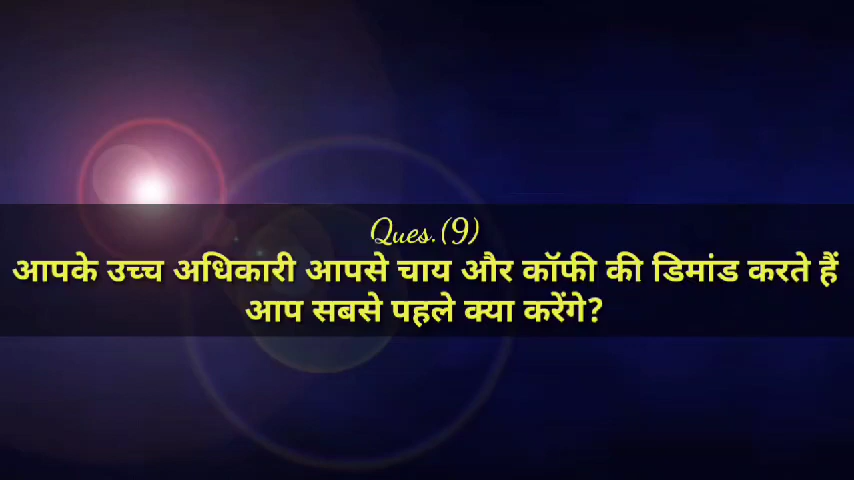 Ques.(9)
आपके उच्च अधिकारी आपसे चाय और कॉफी की डिमांड करते हैं
आप सबसे पहले क्या करेंगे?